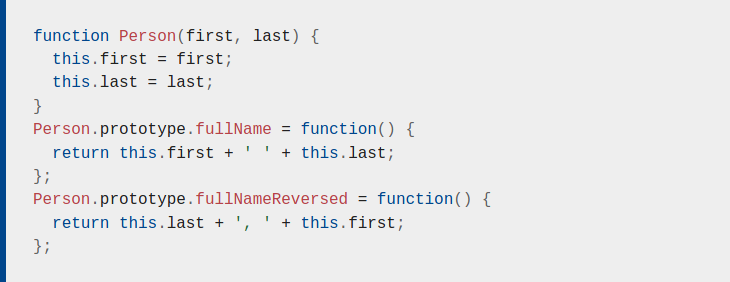 function Person(first, last) {
  this.first = first;
  this.last = last;
}
Person.prototype.fullName = function() {
  return this.first + ' ' + this.last;
};
Person.prototype.fullNameReversed = function() {
  return this.last + ', ' + this.first;
};